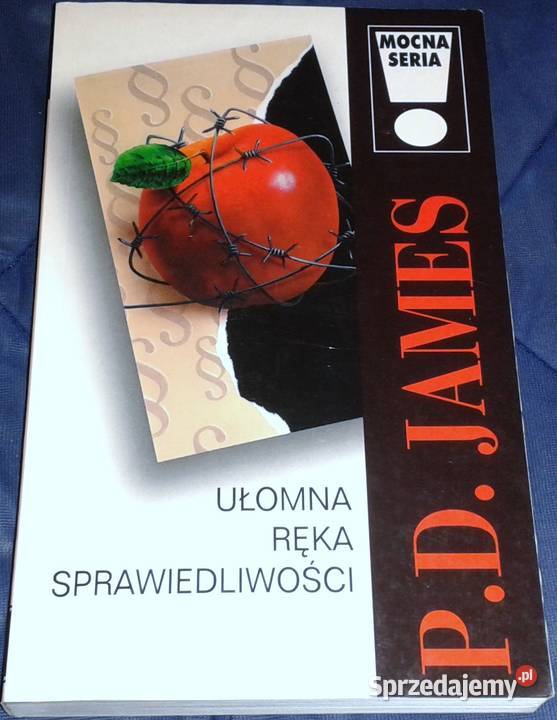 MOCNA
SERIA
P.D. JAMES
UŁOMNA
RĘKA
SPRAWIEDLIWOŚCI
Sprzedajemy.pl